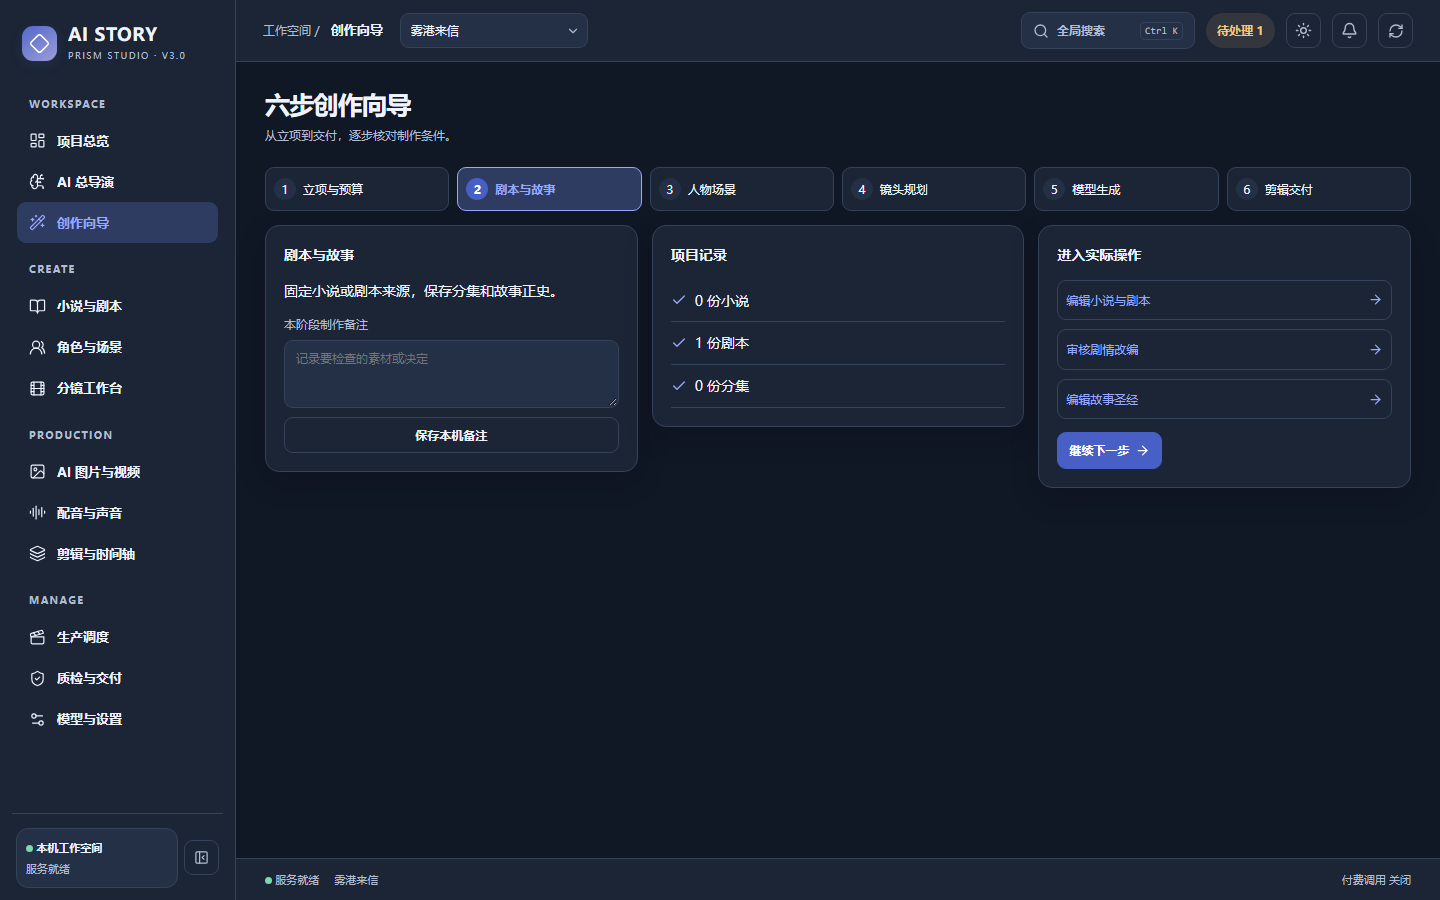 AI STORY
PRISM STUDIO · V3.0
WORKSPACE
项目总览
AI 总导演
创作向导
CREATE
小说与剧本
角色与场景
分镜工作台
PRODUCTION
AI 图片与视频
配音与声音
剪辑与时间轴
MANAGE
生产调度
质检与交付
模型与设置
本机工作空间
服务就绪
工作空间 / 创作向导
雾港来信
全局搜索 Ctrl K
待处理 1
六步创作向导
从立项到交付，逐步核对制作条件。
1 立项与预算
2 剧本与故事
3 人物场景
4 镜头规划
5 模型生成
6 剪辑交付
剧本与故事
固定小说或剧本来源，保存分集和故事正史。
本阶段制作备注
记录要检查的素材或决定
保存本机备注
项目记录
0 份小说
1 份剧本
0 份分集
进入实际操作
编辑小说与剧本
审核剧情改编
编辑故事圣经
继续下一步
服务就绪 雾港来信
付费调用 关闭